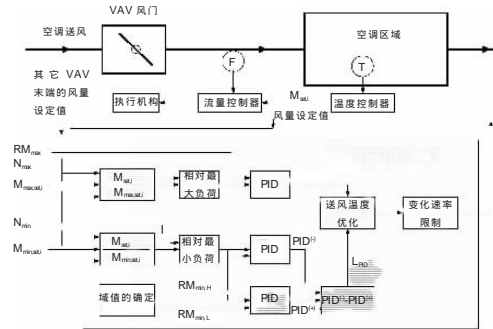 VAV 风门
空调送风
空调区域
F
T
其 它 VAV
末端的风量
设定值
执行机构
流量控制器
M_set,i
风量设定值
温度控制器
RM_max
N_max
M_max,set,i
M_set,i
M_max,set,i
相对最
大负荷
PID
送风温度
优化
变化速率
限制
N_min
M_min,set,i
M_set,i
M_min,set,i
相对最
小负荷
PID
PID(-)
L_PID
域值的确定
RM_min,H
RM_min,L
PID
PID(+)
PID(-)-PID(+)